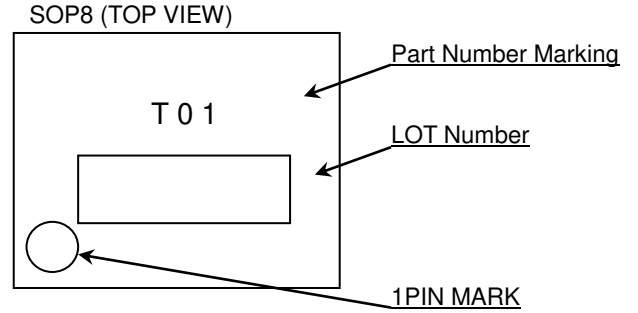 SOP8 (TOP VIEW)
Part Number Marking
T 0 1
LOT Number
1PIN MARK